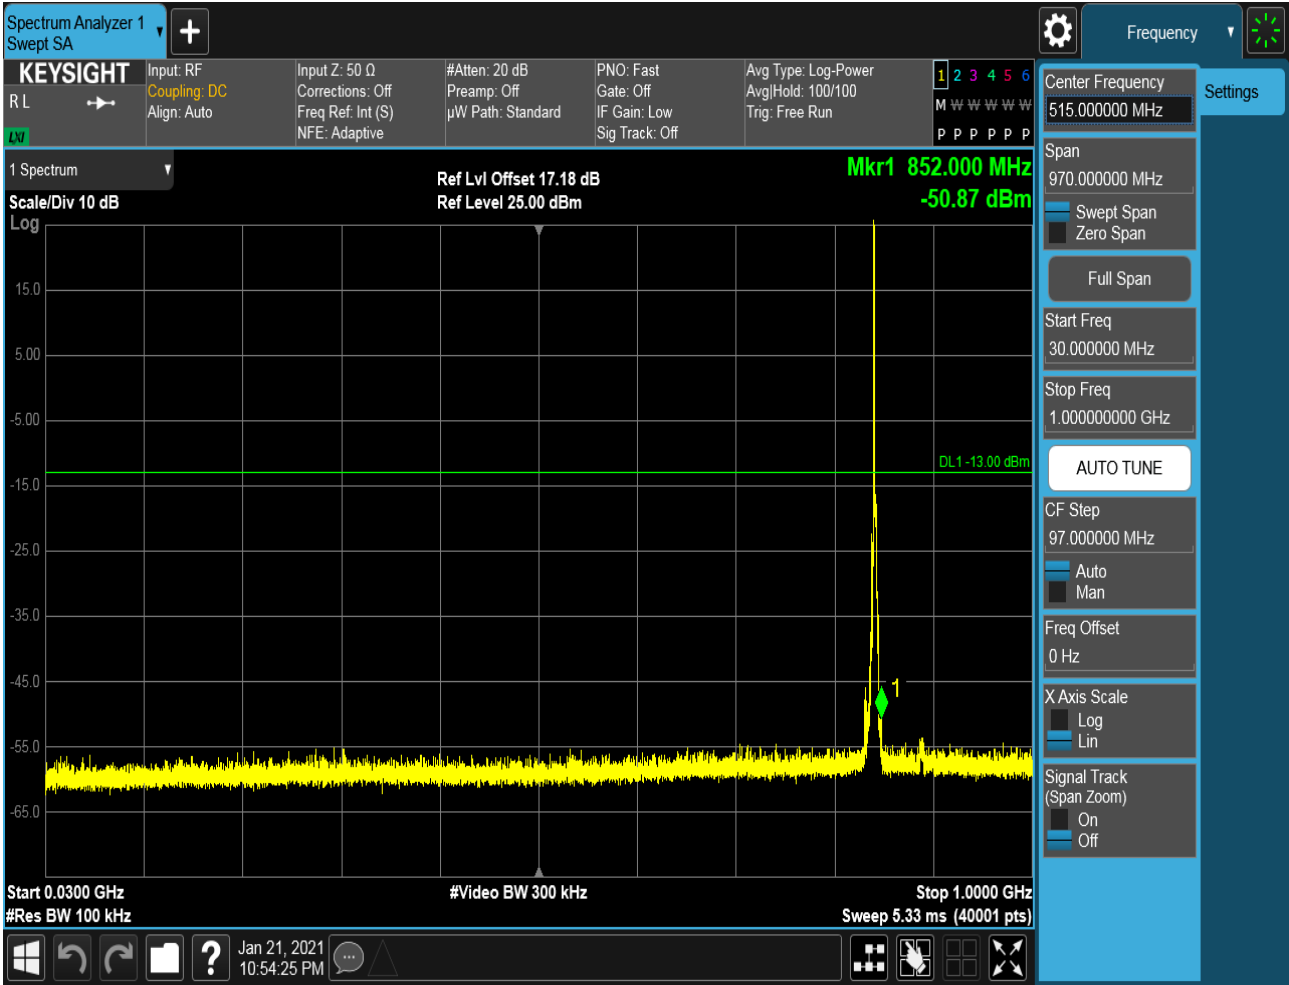 Spectrum Analyzer 1
Swept SA
Frequency
KEYSIGHT
R L
LXI
Input: RF
Coupling: DC
Align: Auto
Input Z: 50 Ω
Corrections: Off
Freq Ref: Int (S)
NFE: Adaptive
#Atten: 20 dB
Preamp: Off
µW Path: Standard
PNO: Fast
Gate: Off
IF Gain: Low
Sig Track: Off
Avg Type: Log-Power
Avg|Hold: 100/100
Trig: Free Run
1 2 3 4 5 6
M W W W W W
P P P P P P
1 Spectrum
Scale/Div 10 dB
Log
Ref Lvl Offset 17.18 dB
Ref Level 25.00 dBm
Mkr1 852.000 MHz
-50.87 dBm
15.0
5.00
-5.00
DL1 -13.00 dBm
-15.0
-25.0
-35.0
-45.0
1
-55.0
-65.0
Start 0.0300 GHz
#Video BW 300 kHz
Stop 1.0000 GHz
#Res BW 100 kHz
Sweep 5.33 ms (40001 pts)
Jan 21, 2021
10:54:25 PM
Center Frequency
515.000000 MHz
Settings
Span
970.000000 MHz
Swept Span
Zero Span
Full Span
Start Freq
30.000000 MHz
Stop Freq
1.000000000 GHz
AUTO TUNE
CF Step
97.000000 MHz
Auto
Man
Freq Offset
0 Hz
X Axis Scale
Log
Lin
Signal Track
(Span Zoom)
On
Off